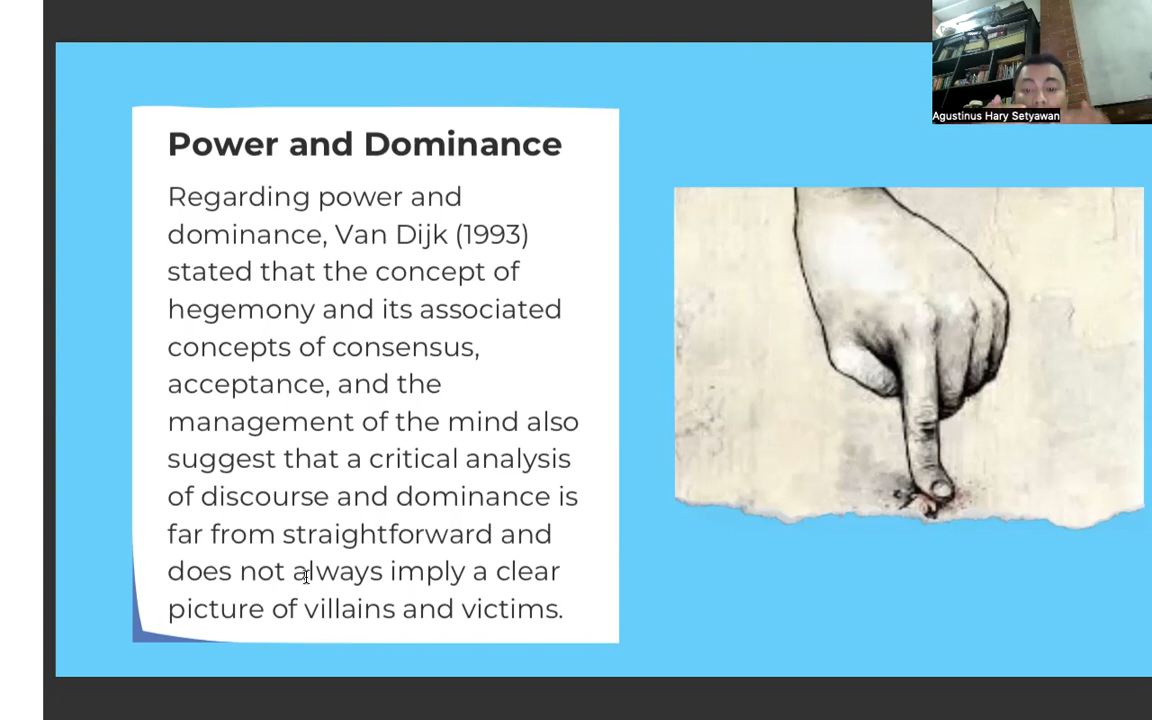 Agustinus Hary Setyawan
Power and Dominance
Regarding power and
dominance, Van Dijk (1993)
stated that the concept of
hegemony and its associated
concepts of consensus,
acceptance, and the
management of the mind also
suggest that a critical analysis
of discourse and dominance is
far from straightforward and
does not always imply a clear
picture of villains and victims.